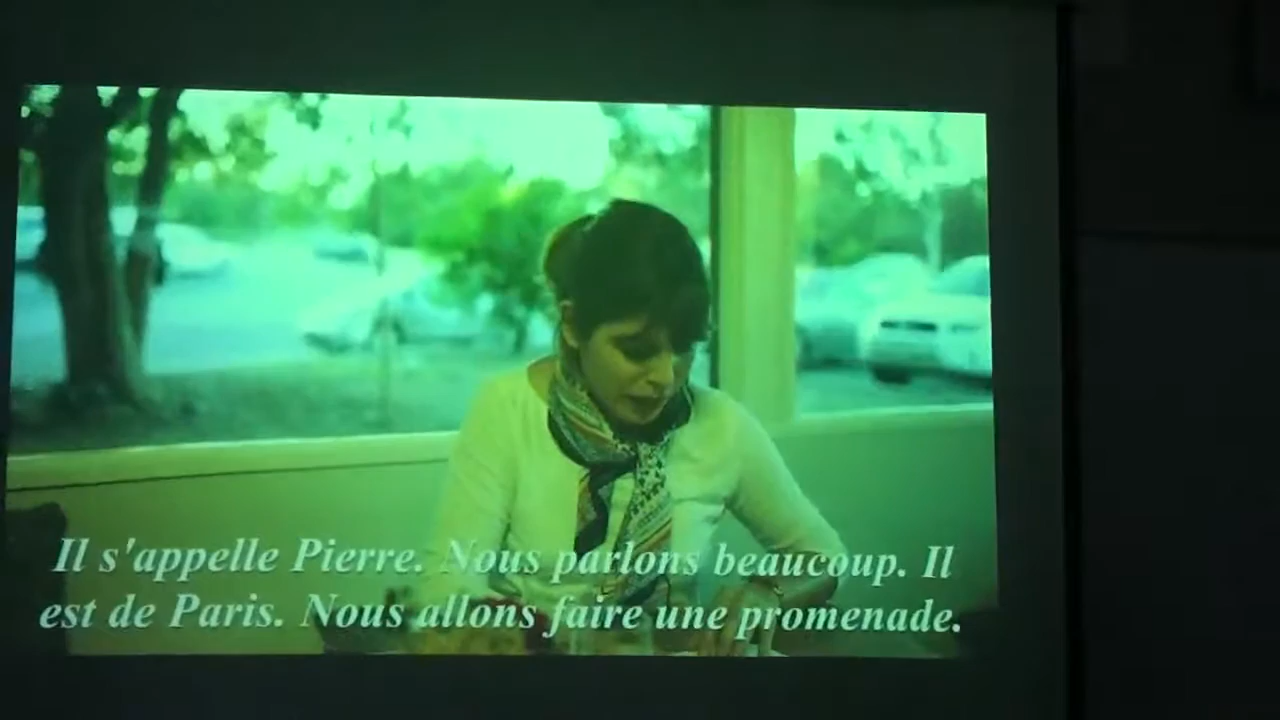 Il s'appelle Pierre. Nous parlons beaucoup. Il
est de Paris. Nous allons faire une promenade.